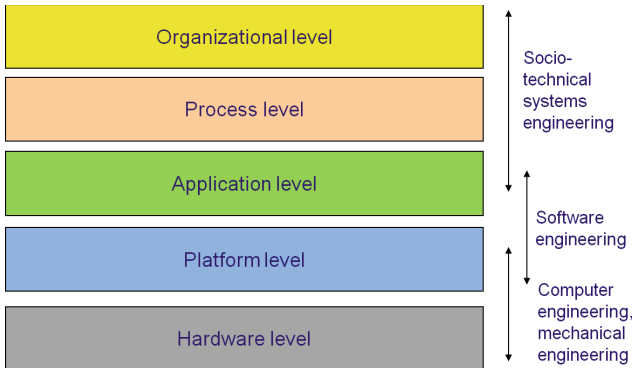 Organizational level
Socio-
technical
systems
engineering
Process level
Application level
Software
engineering
Platform level
Computer
engineering,
mechanical
engineering
Hardware level